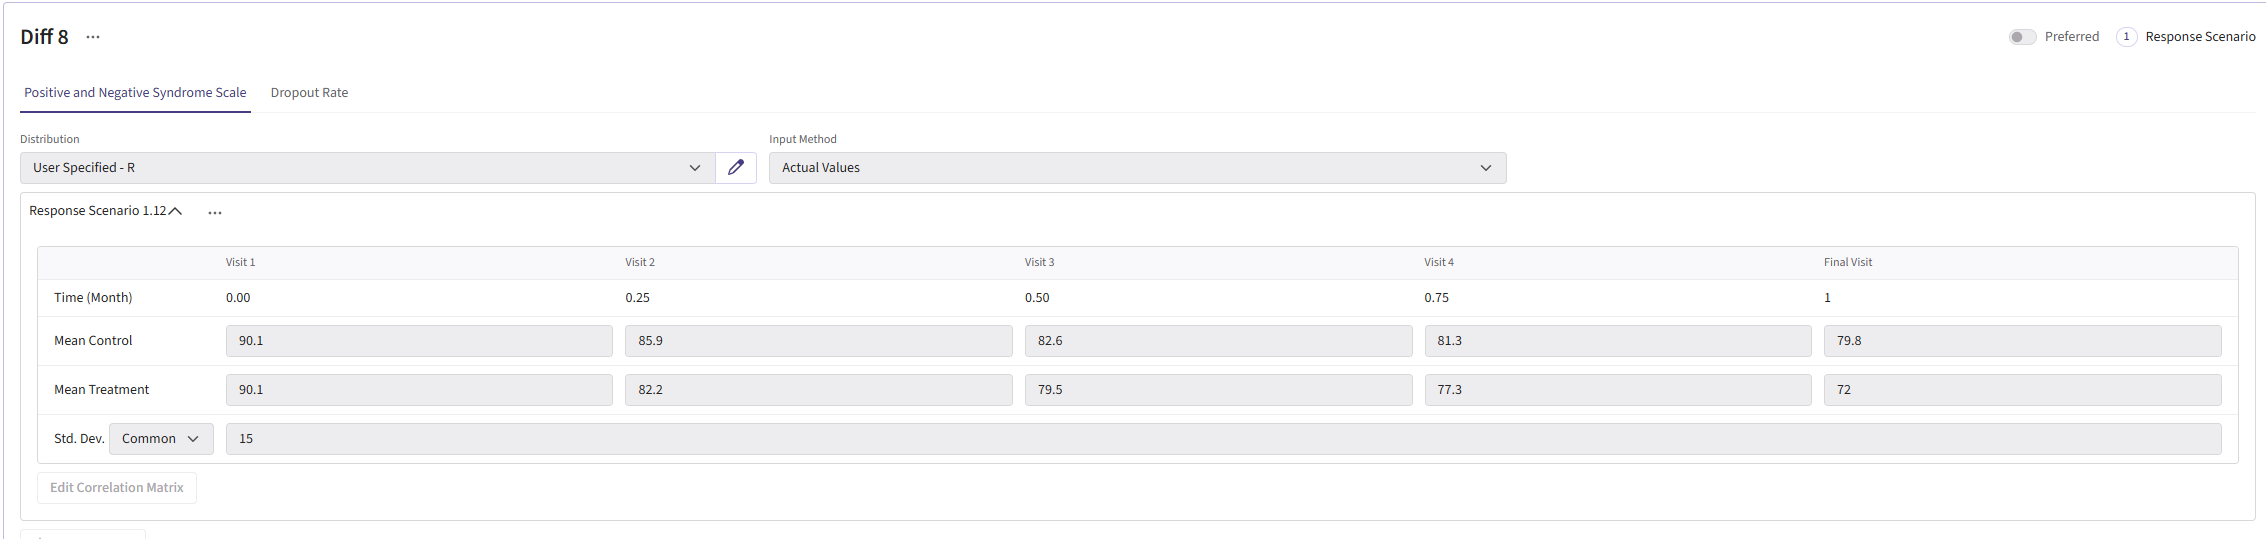 Diff 8 ...
Preferred 1 Response Scenario
Positive and Negative Syndrome Scale Dropout Rate
Distribution Input Method
User Specified - R Actual Values
Response Scenario 1.12 ...
Visit 1 Visit 2 Visit 3 Visit 4 Final Visit
Time (Month) 0.00 0.25 0.50 0.75 1
Mean Control 90.1 85.9 82.6 81.3 79.8
Mean Treatment 90.1 82.2 79.5 77.3 72
Std. Dev. Common 15
Edit Correlation Matrix